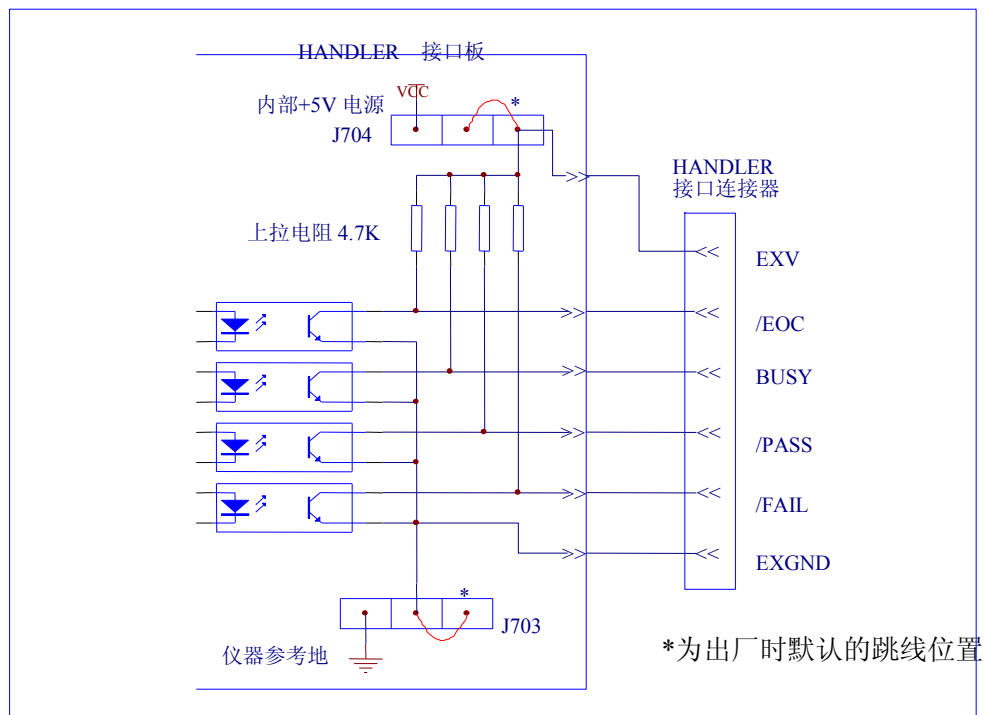 HANDLER 接口板
VCC
内部+5V 电源
*
J704
HANDLER
接口连接器
上拉电阻 4.7K
EXV
/EOC
BUSY
/PASS
/FAIL
EXGND
*
J703
仪器参考地
*为出厂时默认的跳线位置